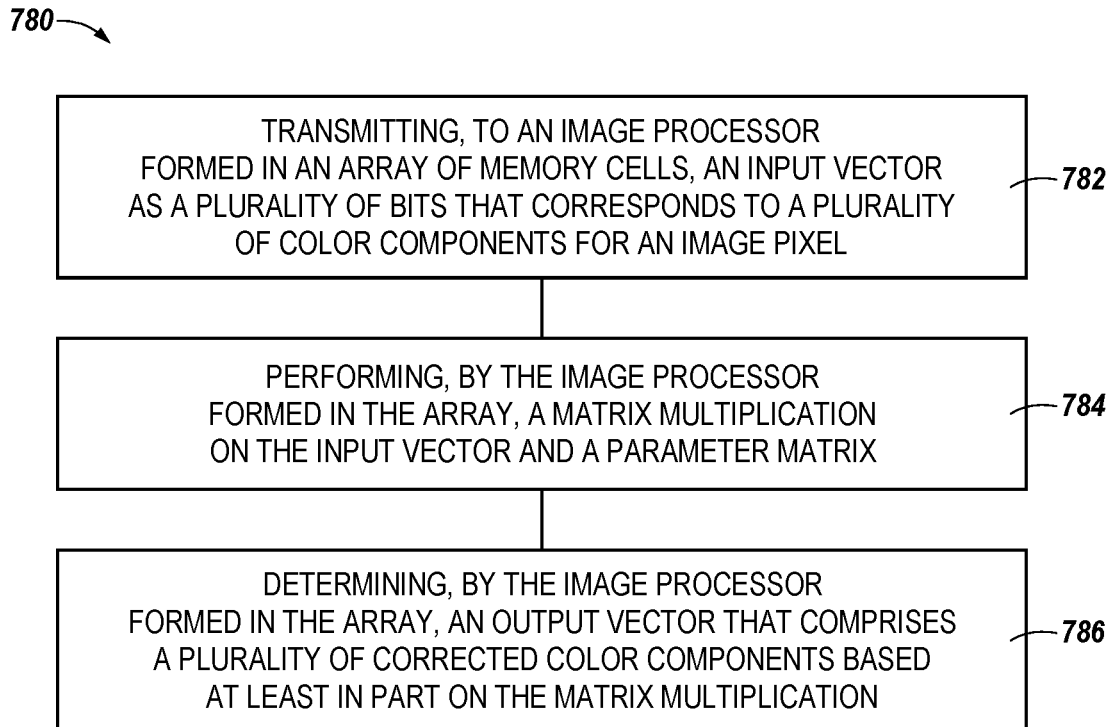 780
TRANSMITTING, TO AN IMAGE PROCESSOR
FORMED IN AN ARRAY OF MEMORY CELLS, AN INPUT VECTOR
AS A PLURALITY OF BITS THAT CORRESPONDS TO A PLURALITY
OF COLOR COMPONENTS FOR AN IMAGE PIXEL
782
PERFORMING, BY THE IMAGE PROCESSOR
FORMED IN THE ARRAY, A MATRIX MULTIPLICATION
ON THE INPUT VECTOR AND A PARAMETER MATRIX
784
DETERMINING, BY THE IMAGE PROCESSOR
FORMED IN THE ARRAY, AN OUTPUT VECTOR THAT COMPRISES
A PLURALITY OF CORRECTED COLOR COMPONENTS BASED
AT LEAST IN PART ON THE MATRIX MULTIPLICATION
786